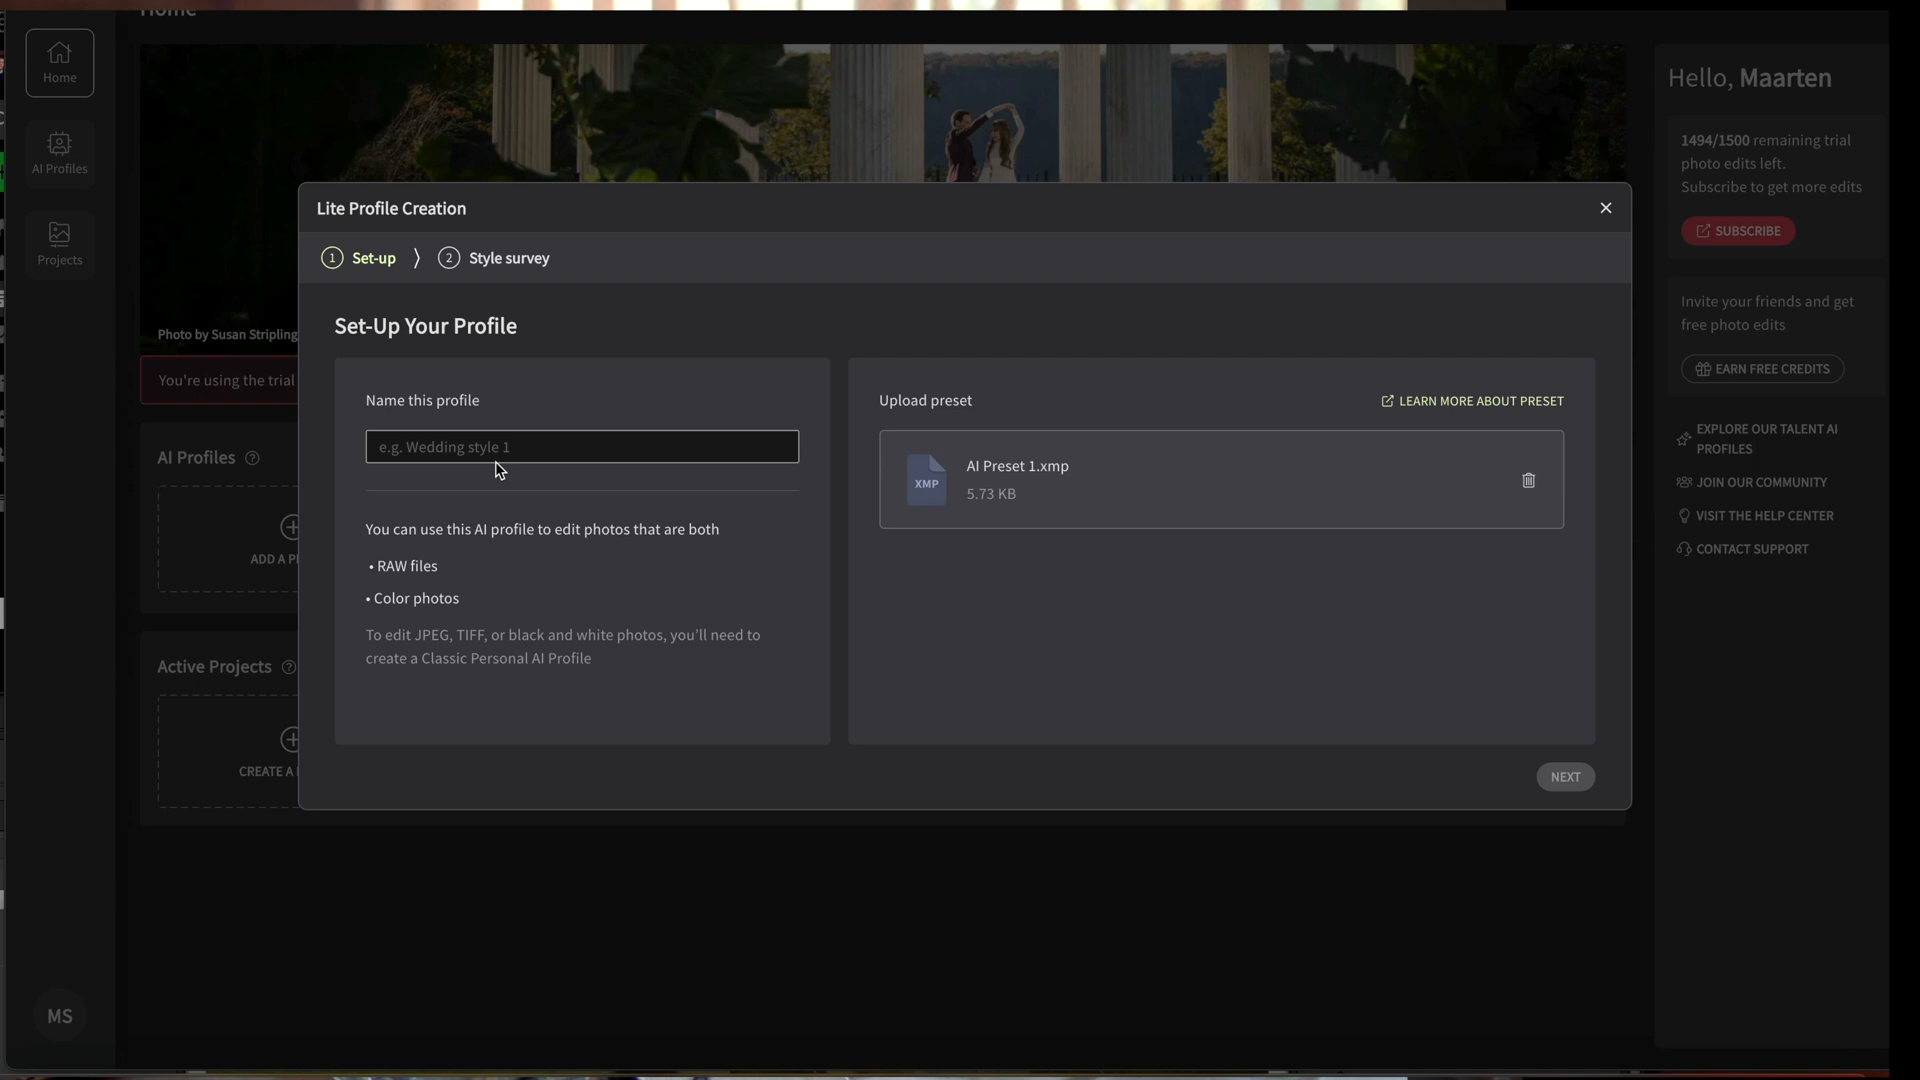 Home
Home
AI Profiles
Projects
MS
Photo by Susan Stripling
You're using the trial
AI Profiles ?
ADD A P
Active Projects ?
CREATE A
Lite Profile Creation
1 Set-up 2 Style survey
Set-Up Your Profile
Name this profile
e.g. Wedding style 1
You can use this AI profile to edit photos that are both
• RAW files
• Color photos
To edit JPEG, TIFF, or black and white photos, you'll need to
create a Classic Personal AI Profile
Upload preset
LEARN MORE ABOUT PRESET
XMP
AI Preset 1.xmp
5.73 KB
NEXT
Hello, Maarten
1494/1500 remaining trial
photo edits left.
Subscribe to get more edits
SUBSCRIBE
Invite your friends and get
free photo edits
EARN FREE CREDITS
EXPLORE OUR TALENT AI
PROFILES
JOIN OUR COMMUNITY
VISIT THE HELP CENTER
CONTACT SUPPORT